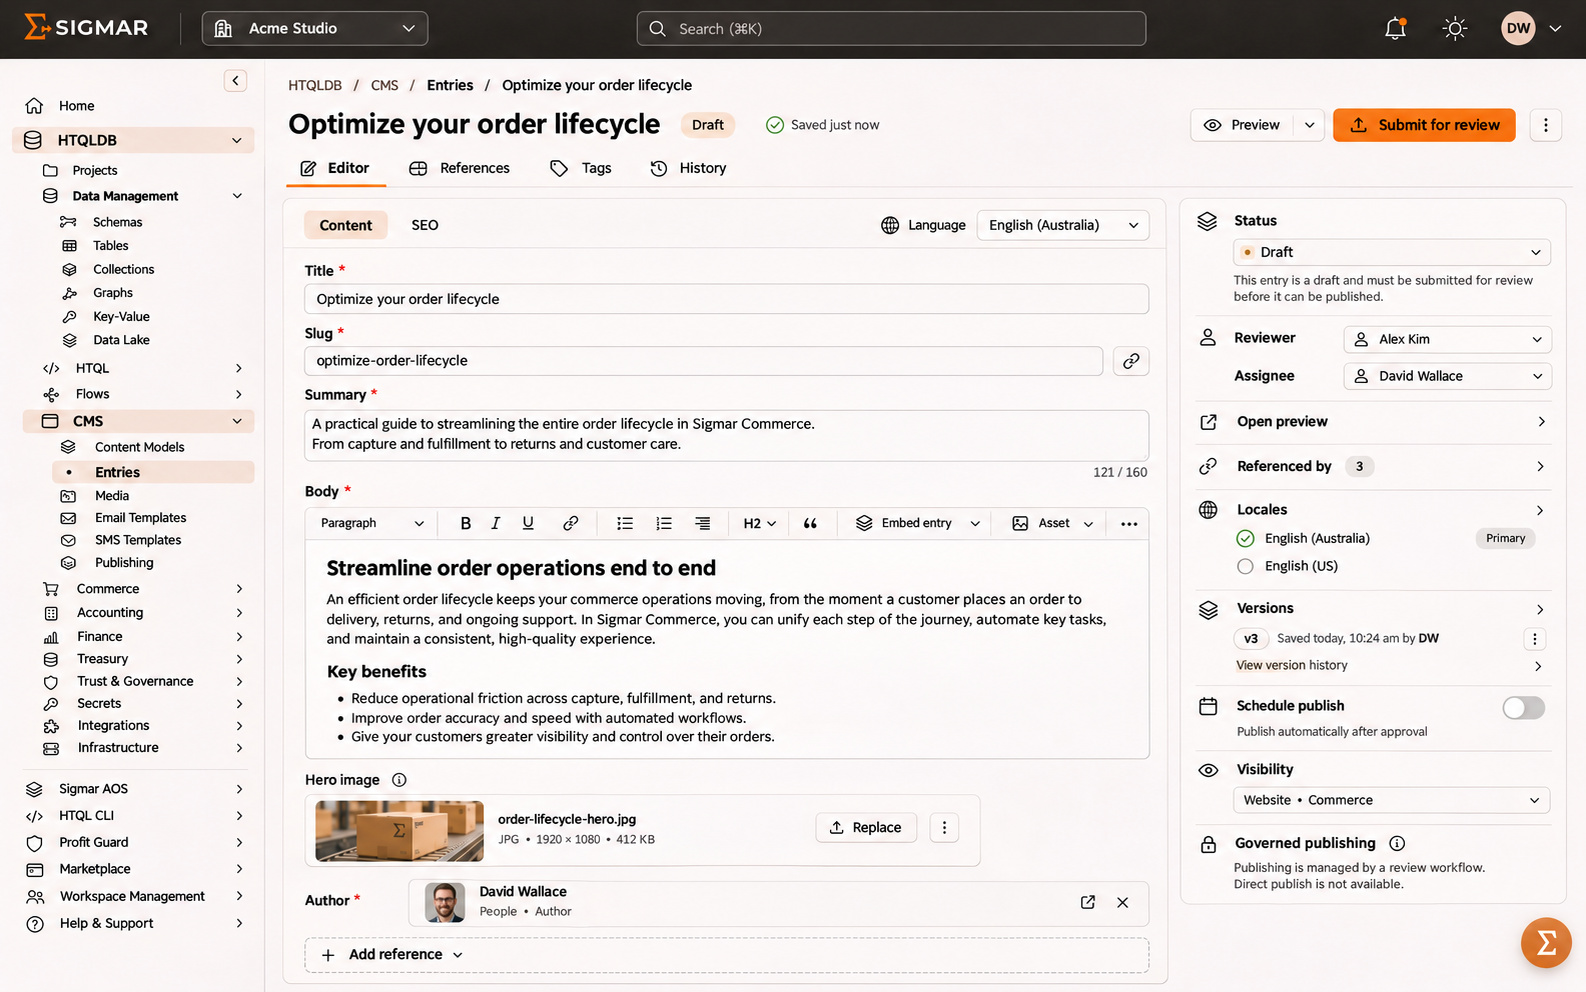 SIGMAR
Acme Studio
Search (⌘K)
DW
Home
HTQLDB
Projects
Data Management
Schemas
Tables
Collections
Graphs
Key-Value
Data Lake
HTQL
Flows
CMS
Content Models
Entries
Media
Email Templates
SMS Templates
Publishing
Commerce
Accounting
Finance
Treasury
Trust & Governance
Secrets
Integrations
Infrastructure
Sigmar AOS
HTQL CLI
Profit Guard
Marketplace
Workspace Management
Help & Support
HTQLDB / CMS / Entries / Optimize your order lifecycle
Optimize your order lifecycle Draft Saved just now
Preview Submit for review
Editor References Tags History
Content SEO Language English (Australia)
Title *
Optimize your order lifecycle
Slug *
optimize-order-lifecycle
Summary *
A practical guide to streamlining the entire order lifecycle in Sigmar Commerce.
From capture and fulfillment to returns and customer care.
121 / 160
Body *
Paragraph B I U H2 “ Embed entry Asset
Streamline order operations end to end
An efficient order lifecycle keeps your commerce operations moving, from the moment a customer places an order to
delivery, returns, and ongoing support. In Sigmar Commerce, you can unify each step of the journey, automate key tasks,
and maintain a consistent, high-quality experience.
Key benefits
• Reduce operational friction across capture, fulfillment, and returns.
• Improve order accuracy and speed with automated workflows.
• Give your customers greater visibility and control over their orders.
Hero image
Σ
order-lifecycle-hero.jpg
JPG • 1920 × 1080 • 412 KB
Replace
Author *
David Wallace
People • Author
+ Add reference
Status
Draft
This entry is a draft and must be submitted for review
before it can be published.
Reviewer Alex Kim
Assignee David Wallace
Open preview
Referenced by 3
Locales
English (Australia) Primary
English (US)
Versions
v3 Saved today, 10:24 am by DW
View version history
Schedule publish
Publish automatically after approval
Visibility
Website • Commerce
Governed publishing
Publishing is managed by a review workflow.
Direct publish is not available.
Σ